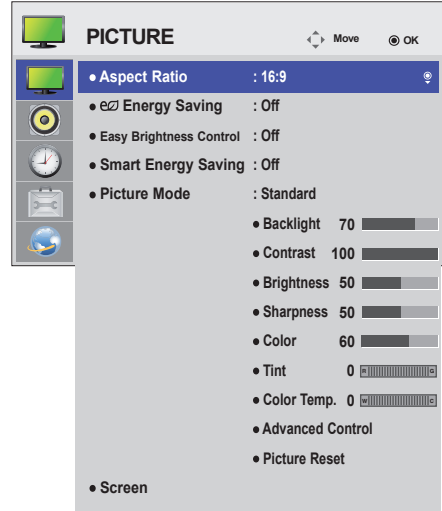 PICTURE Move OK
● Aspect Ratio : 16:9
● Energy Saving : Off
● Easy Brightness Control : Off
● Smart Energy Saving : Off
● Picture Mode : Standard
● Backlight 70
● Contrast 100
● Brightness 50
● Sharpness 50
● Color 60
● Tint 0 R G
● Color Temp. 0 W C
● Advanced Control
● Picture Reset
● Screen